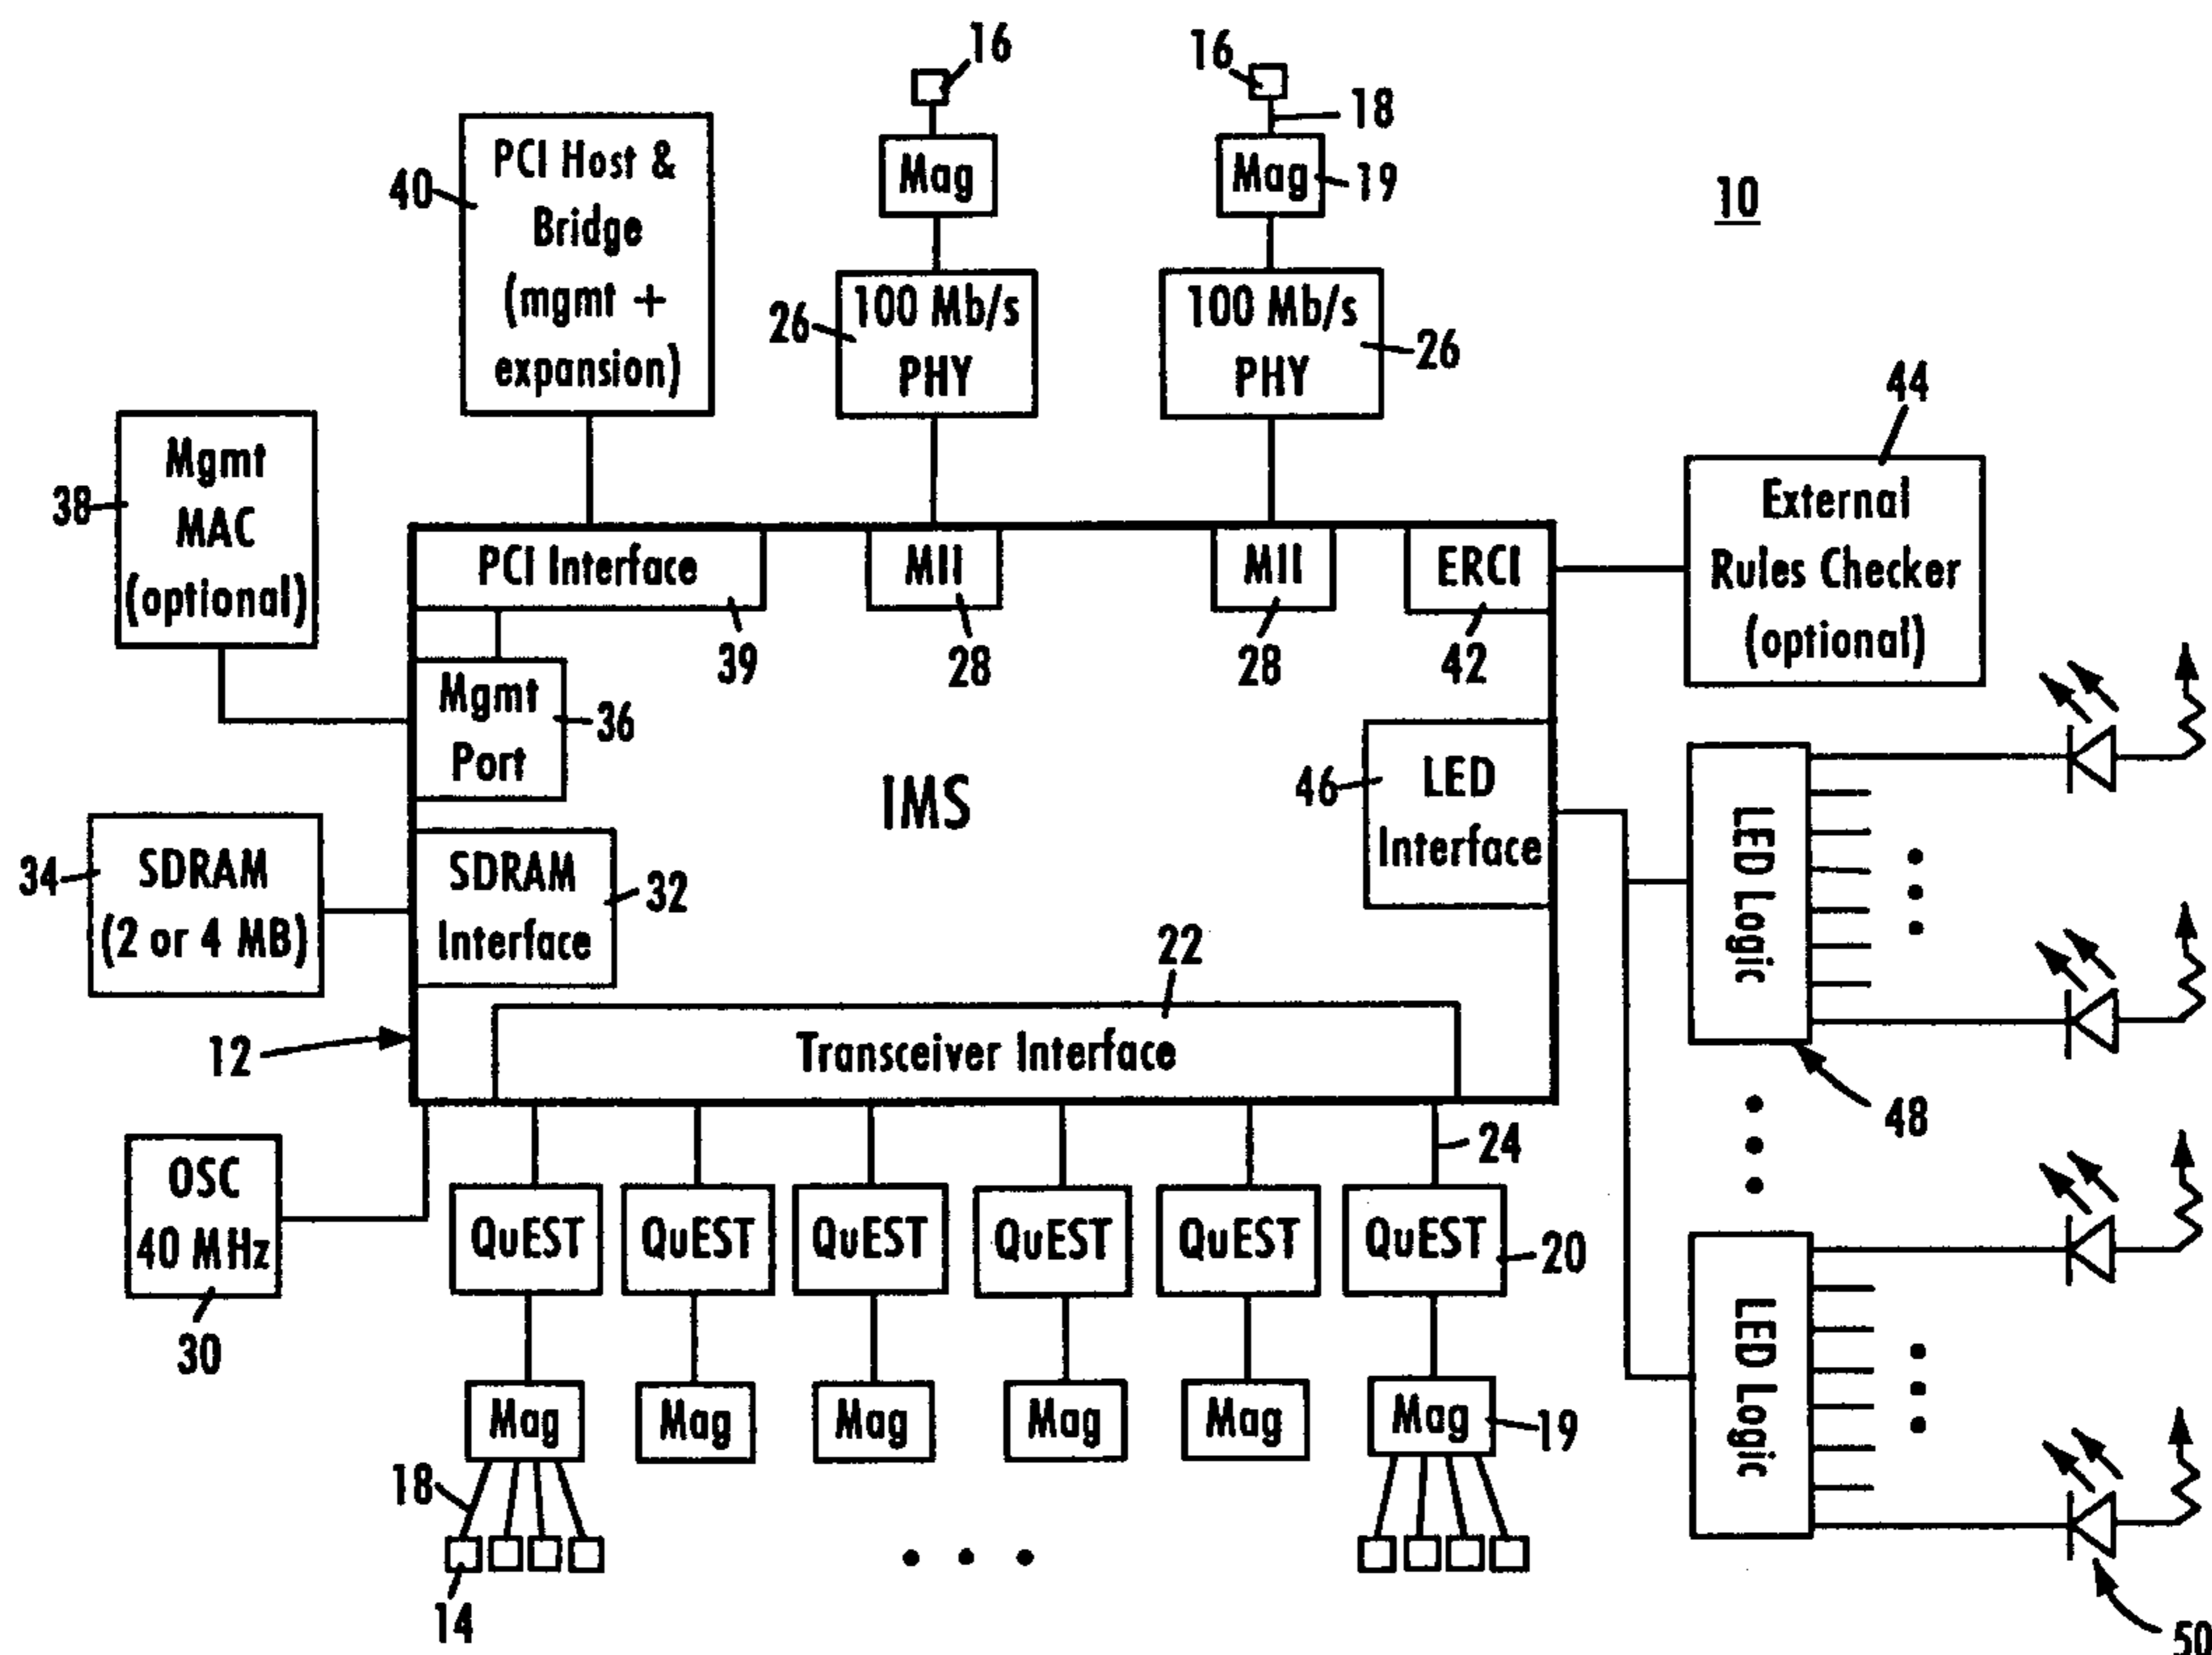 16
16
18
PCI Host &
Bridge
(mgmt +
expansion)
40
Mag
Mag
19
10
100 Mb/s
PHY
26
100 Mb/s
PHY
26
44
Mgmt
MAC
(optional)
38
External
Rules Checker
(optional)
PCI Interface
MII
MII
ERCI
39
28
28
42
Mgmt
Port
36
IMS
46
LED
Interface
LED Logic
34
SDRAM
(2 or 4 MB)
SDRAM
Interface
32
22
Transceiver Interface
12
48
24
OSC
40 MHz
30
QuEST
QuEST
QuEST
QuEST
QuEST
QuEST
20
LED Logic
Mag
Mag
Mag
Mag
Mag
Mag
19
18
14
50